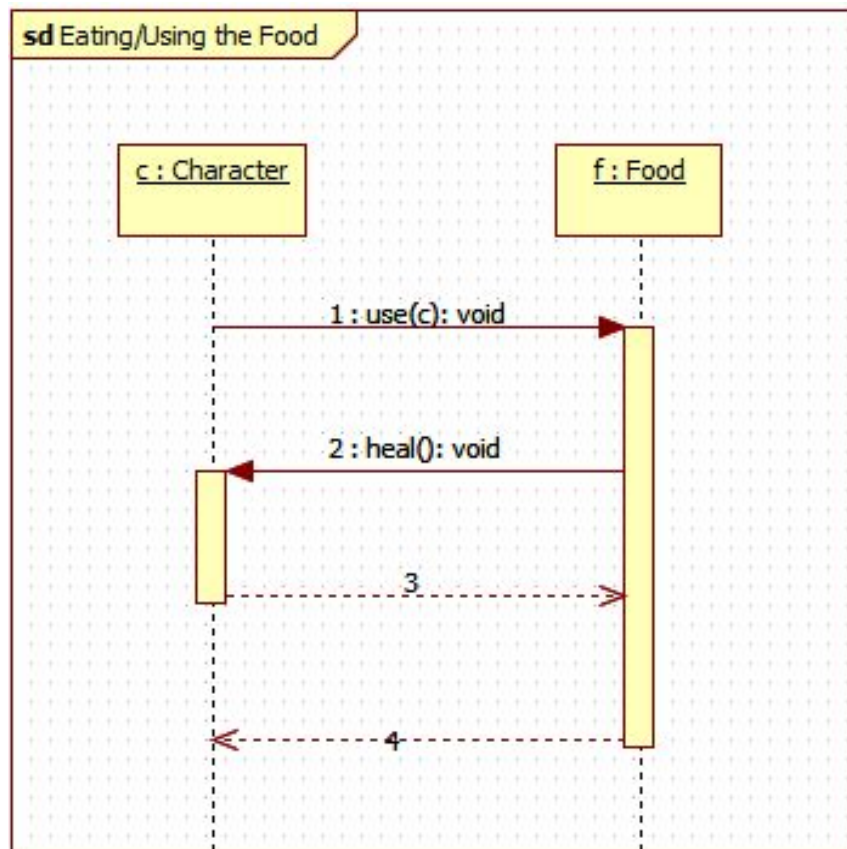 sd Eating/Using the Food
c : Character
f : Food
1 : use(c): void
2 : heal(): void
3
4